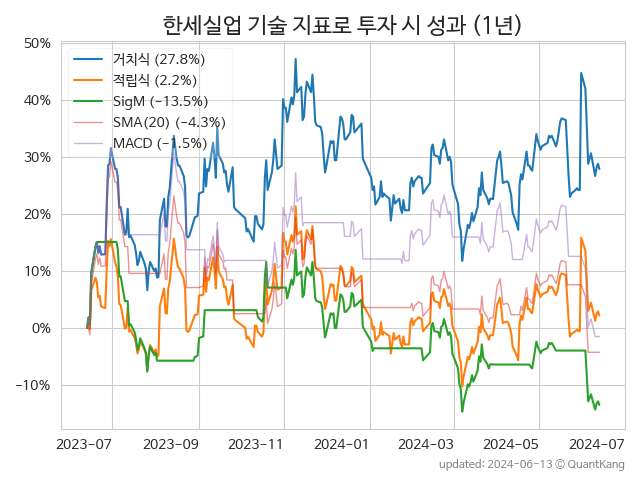 한세실업 기술 지표로 투자 시 성과 (1년)
50%
40%
30%
20%
10%
0%
−10%
거치식 (27.8%)
적립식 (2.2%)
SigM (−13.5%)
SMA(20) (−4.3%)
MACD (−1.5%)
2023-07
2023-09
2023-11
2024-01
2024-03
2024-05
2024-07
updated: 2024-06-13 © QuantKang